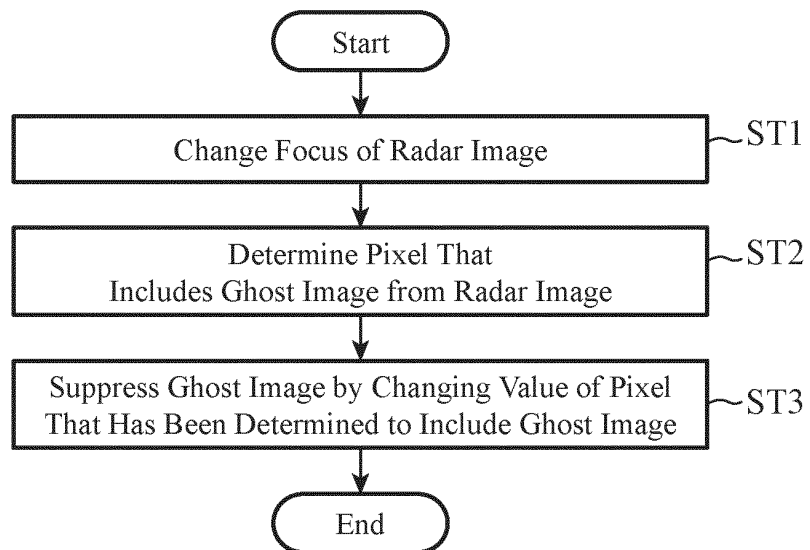 Start
Change Focus of Radar Image
ST1
Determine Pixel That
Includes Ghost Image from Radar Image
ST2
Suppress Ghost Image by Changing Value of Pixel
That Has Been Determined to Include Ghost Image
ST3
End